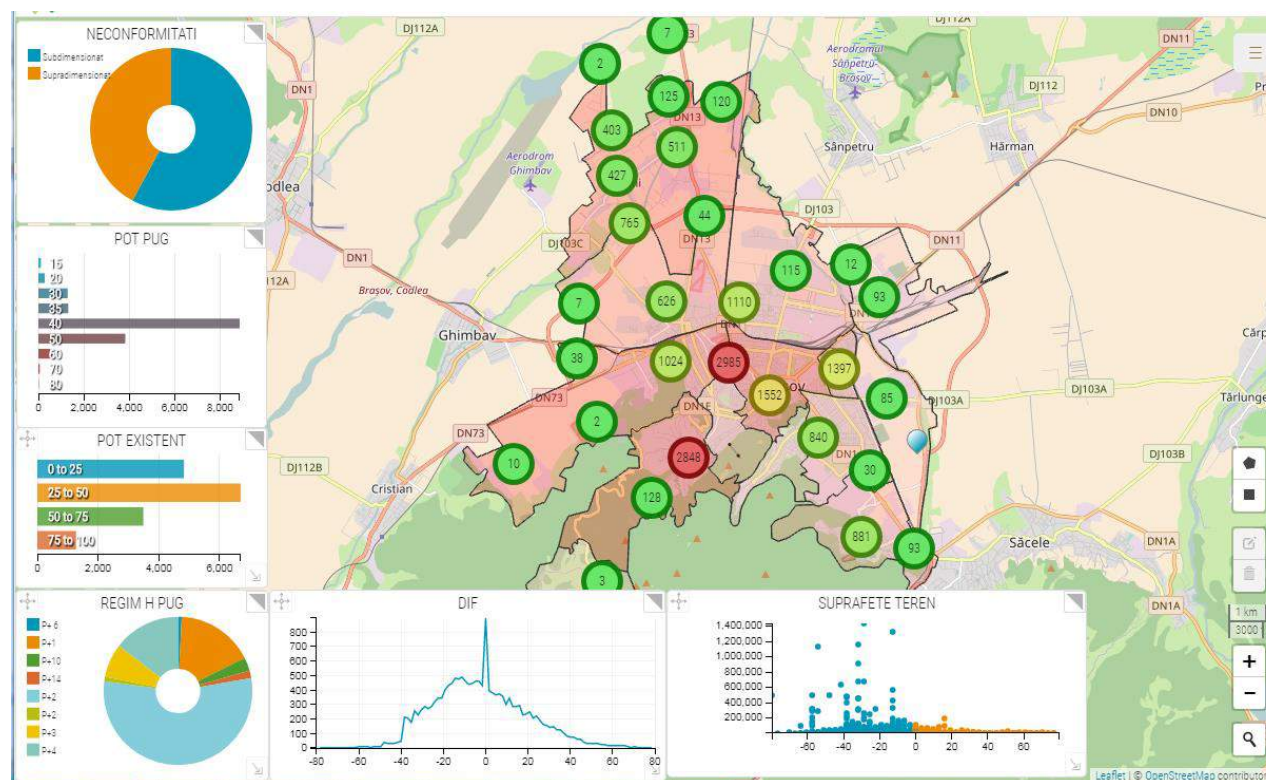 NECONFORMITATI
Subdimensionat
Supradimensionat
POT PUG
15
20
30
35
40
50
60
70
80
0 2,000 4,000 6,000 8,000
POT EXISTENT
0 to 25
25 to 50
50 to 75
75 to 100
0 2,000 4,000 6,000
REGIM H PUG
P+ 6
P+1
P+10
P+14
P+2
P+2
P+3
P+4
DIF
800
700
600
500
400
300
200
100
0
-80 -60 -40 -20 0 20 40 60 80
SUPRAFETE TEREN
1,400,000
1,200,000
1,000,000
800,000
600,000
400,000
200,000
-60 -40 -20 0 20 40 60
DJ112A
DJ112A
DN11
7
2
DN1
125
120
DN13
Aerodromul
Sânpetru-
Brașov
DJ112
DN10
403
511
Aerodrom
Ghimbav
Sânpetru
Hărman
427
odlea
765
44
DJ103
DJ103C
DN13
DN11
DN1
115
12
112A
Brașov, Codlea
7
626
1110
93
Ghimbav
38
1024
2985
1397
DN73
1552
85
DJ103A
DJ103A
Tărlunge
2
DN1E
DN73
840
10
2848
30
DJ112B
DJ103B
Cristian
128
881
93
Săcele
DN1A
DN1A
3
1 km
+
−
Leaflet | © OpenStreetMap contributor